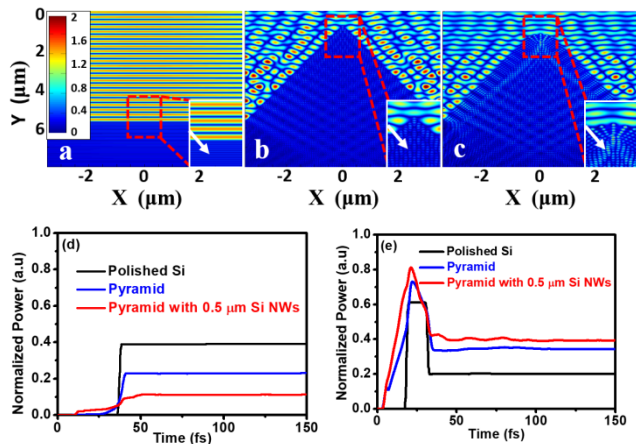 0
2
4
6
Y (μm)
2
1.6
1.2
0.8
0.4
0
a
b
c
-2
0
2
-2
0
2
-2
0
2
X (μm)
X (μm)
X (μm)
(d)
1.0
0.8
0.6
0.4
0.2
0.0
Normalized Power (a.u)
Polished Si
Pyramid
Pyramid with 0.5 μm Si NWs
0
50
100
150
Time (fs)
(e)
1.0
0.8
0.6
0.4
0.2
0.0
Normalized Power (a.u)
Polished Si
Pyramid
Pyramid with 0.5 μm Si NWs
0
50
100
150
Time (fs)